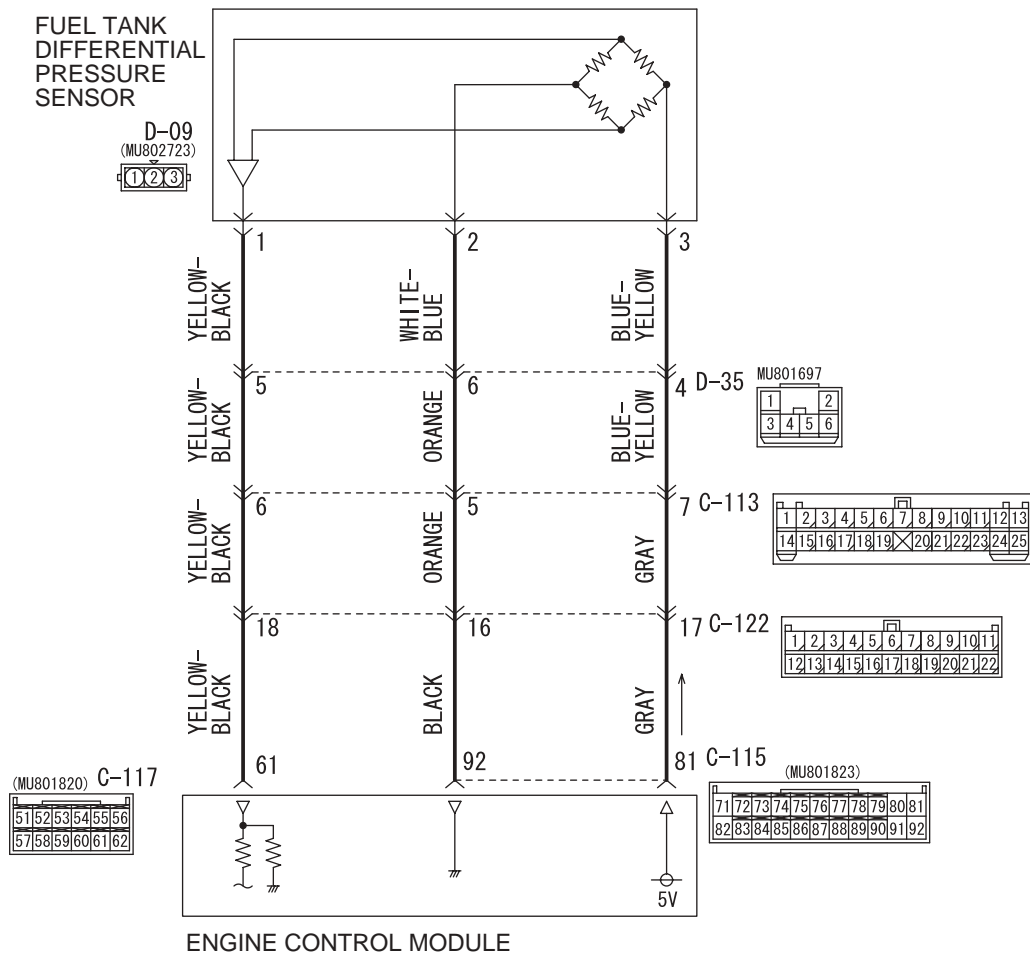 FUEL TANK
DIFFERENTIAL
PRESSURE
SENSOR
D-09
(MU802723)
1 2 3
1 2 3
YELLOW-
BLACK
WHITE-
BLUE
BLUE-
YELLOW
5 6 4 D-35
MU801697
1 2
3 4 5 6
YELLOW-
BLACK
ORANGE
BLUE-
YELLOW
6 5 7 C-113
1 2 3 4 5 6 7 8 9 10 11 12 13
14 15 16 17 18 19 20 21 22 23 24 25
YELLOW-
BLACK
ORANGE
GRAY
18 16 17 C-122
1 2 3 4 5 6 7 8 9 10 11
12 13 14 15 16 17 18 19 20 21 22
YELLOW-
BLACK
BLACK
GRAY
61 92 81 C-115
(MU801820) C-117
51 52 53 54 55 56
57 58 59 60 61 62
(MU801823)
71 72 73 74 75 76 77 78 79 80 81
82 83 84 85 86 87 88 89 90 91 92
5V
ENGINE CONTROL MODULE